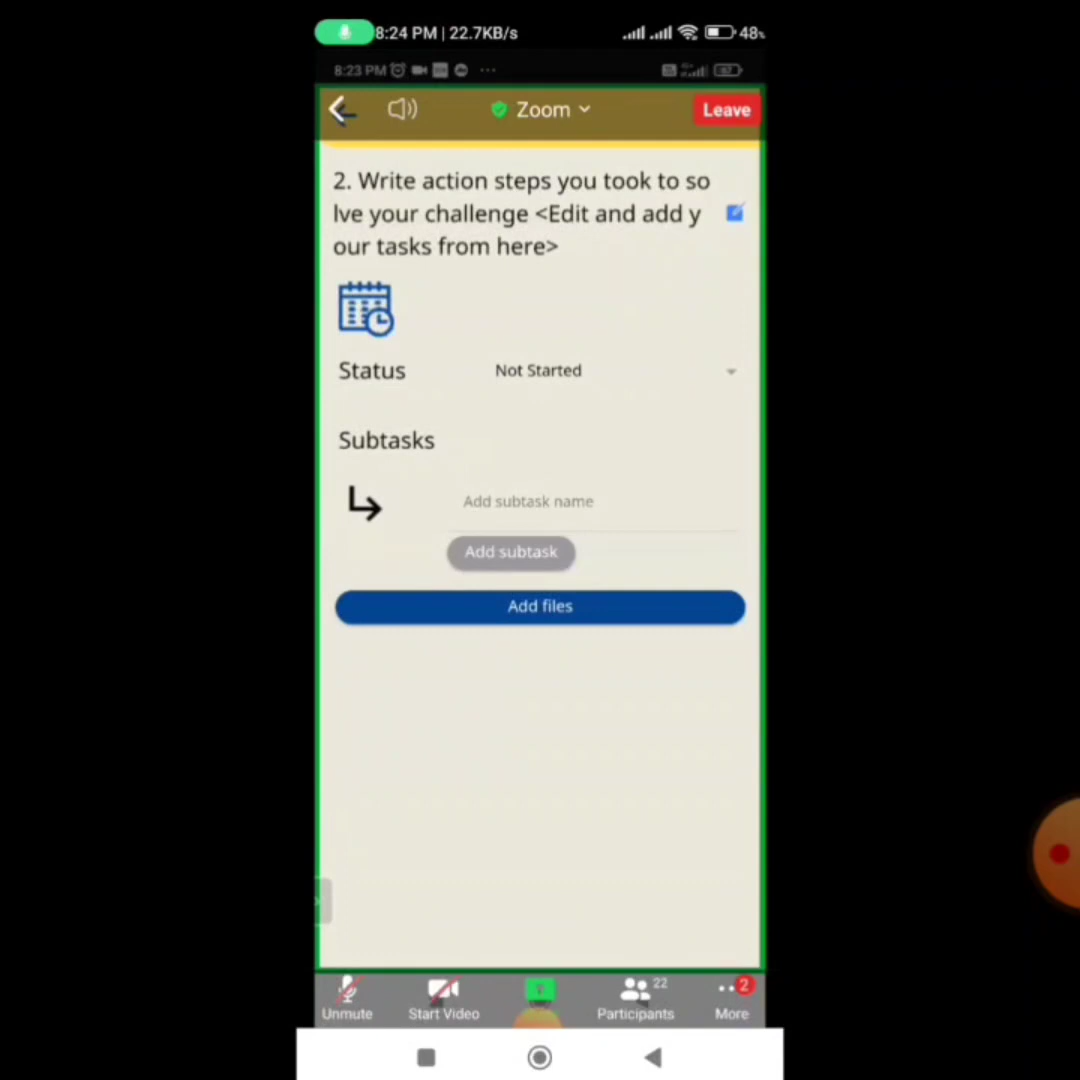 8:24 PM | 22.7KB/s 48%
8:23 PM
Zoom
Leave
2. Write action steps you took to so
lve your challenge <Edit and add y
our tasks from here>
Status Not Started
Subtasks
Add subtask name
Add subtask
Add files
22
2
Unmute Start Video Participants More